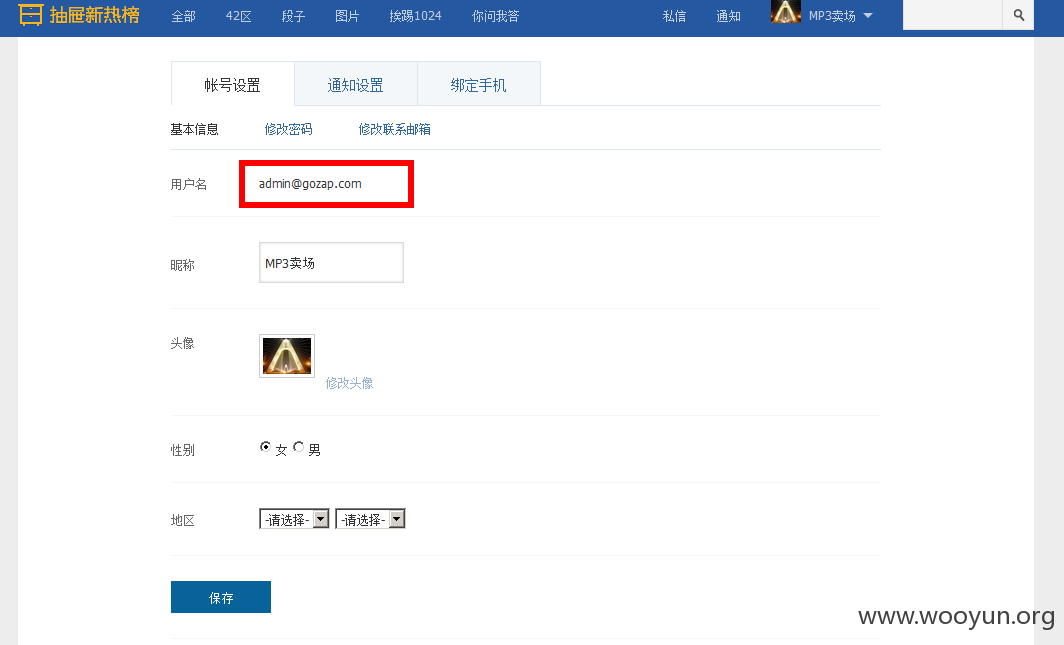 抽屉新热榜 全部 42区 段子 图片 挨踢1024 你问我答 私信 通知 MP3卖场
帐号设置 通知设置 绑定手机
基本信息 修改密码 修改联系邮箱
用户名 admin@gozap.com
昵称 MP3卖场
头像
修改头像
性别 女 男
地区 -请选择- -请选择-
保存
www.wooyun.org